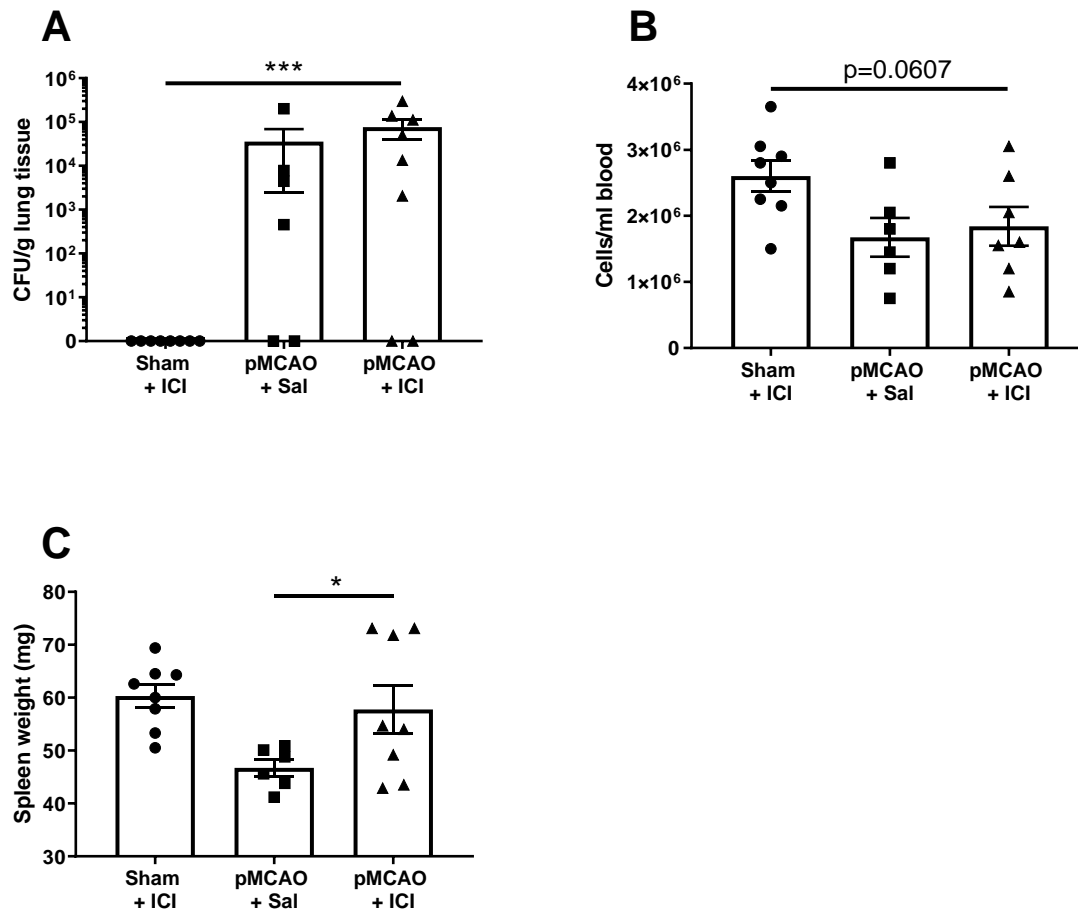 A
***
CFU/g lung tissue
10⁶
10⁵
10⁴
10³
10²
10¹
0
Sham
+ ICI
pMCAO
+ Sal
pMCAO
+ ICI
B
p=0.0607
Cells/ml blood
4×10⁶
3×10⁶
2×10⁶
1×10⁶
0
Sham
+ ICI
pMCAO
+ Sal
pMCAO
+ ICI
C
*
Spleen weight (mg)
80
70
60
50
40
30
Sham
+ ICI
pMCAO
+ Sal
pMCAO
+ ICI